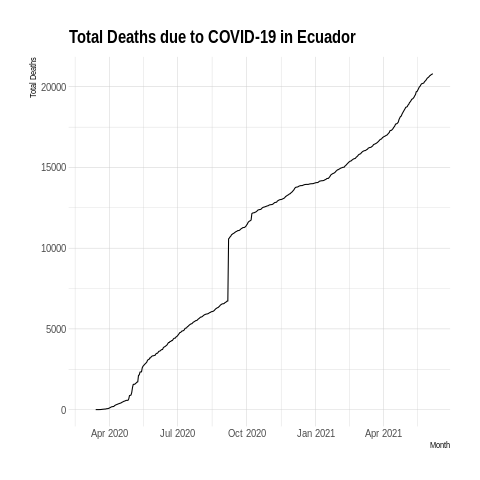 Total Deaths due to COVID-19 in Ecuador
Total Deaths
20000
15000
10000
5000
0
Apr 2020 Jul 2020 Oct 2020 Jan 2021 Apr 2021
Month